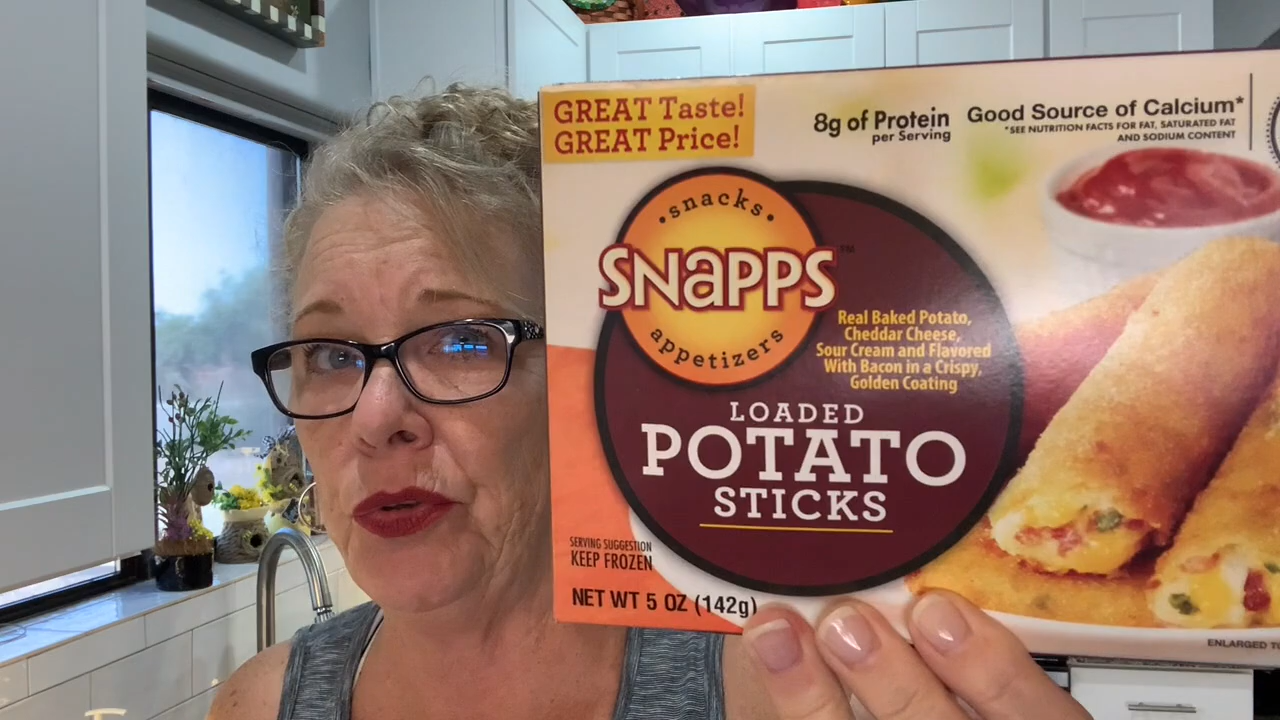 GREAT Taste!
GREAT Price!
8g of Protein
per Serving
Good Source of Calcium*
*SEE NUTRITION FACTS FOR FAT, SATURATED FAT
AND SODIUM CONTENT
•snacks•
SNaPPS™
appetizers
Real Baked Potato,
Cheddar Cheese,
Sour Cream and Flavored
With Bacon in a Crispy,
Golden Coating
LOADED
POTATO
STICKS
SERVING SUGGESTION
KEEP FROZEN
NET WT 5 OZ (142g)
ENLARGED